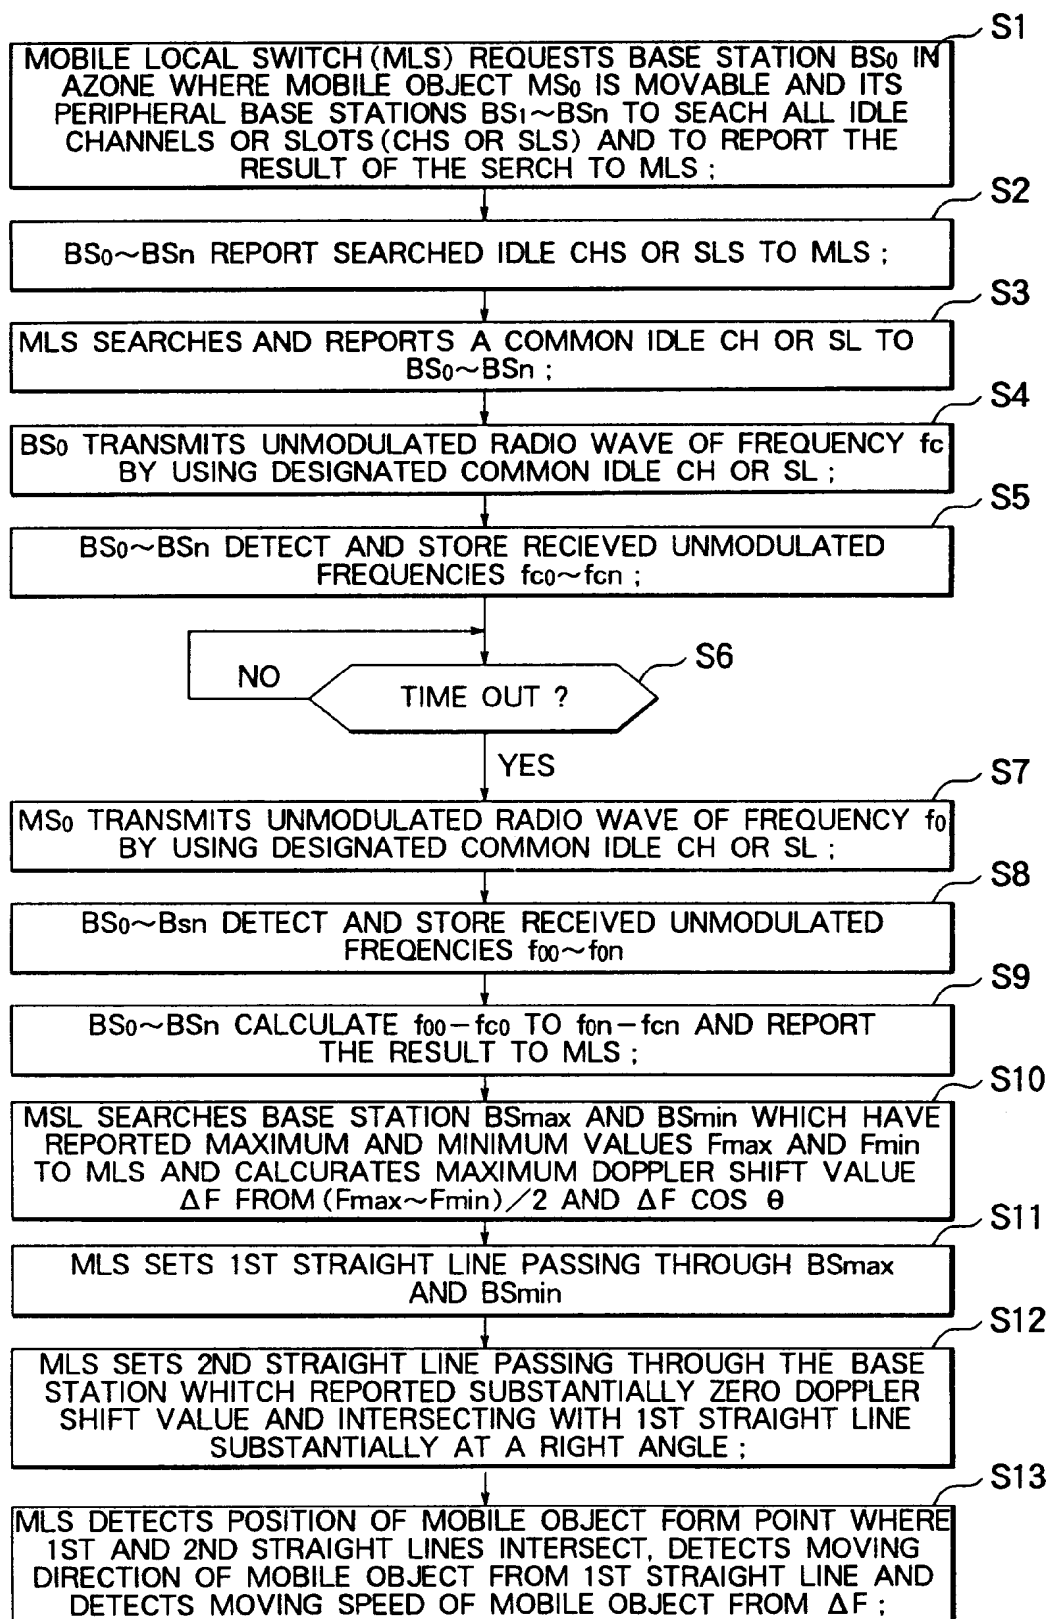 S1
MOBILE LOCAL SWITCH (MLS) REQUESTS BASE STATION BS0 IN
AZONE WHERE MOBILE OBJECT MS0 IS MOVABLE AND ITS
PERIPHERAL BASE STATIONS BS1~BSn TO SEACH ALL IDLE
CHANNELS OR SLOTS (CHS OR SLS) AND TO REPORT THE
RESULT OF THE SERCH TO MLS ;
S2
BS0~BSn REPORT SEARCHED IDLE CHS OR SLS TO MLS ;
S3
MLS SEARCHES AND REPORTS A COMMON IDLE CH OR SL TO
BS0~BSn ;
S4
BS0 TRANSMITS UNMODULATED RADIO WAVE OF FREQUENCY fc
BY USING DESIGNATED COMMON IDLE CH OR SL ;
S5
BS0~BSn DETECT AND STORE RECIEVED UNMODULATED
FREQUENCIES fc0~fcn ;
S6
NO
TIME OUT ?
YES
S7
MS0 TRANSMITS UNMODULATED RADIO WAVE OF FREQUENCY f0
BY USING DESIGNATED COMMON IDLE CH OR SL ;
S8
BS0~Bsn DETECT AND STORE RECEIVED UNMODULATED
FREQENCIES f00~f0n
S9
BS0~BSn CALCULATE f00-fc0 TO f0n-fcn AND REPORT
THE RESULT TO MLS ;
S10
MSL SEARCHES BASE STATION BSmax AND BSmin WHICH HAVE
REPORTED MAXIMUM AND MINIMUM VALUES Fmax AND Fmin
TO MLS AND CALCURATES MAXIMUM DOPPLER SHIFT VALUE
ΔF FROM (Fmax~Fmin)/2 AND ΔF COS θ
S11
MLS SETS 1ST STRAIGHT LINE PASSING THROUGH BSmax
AND BSmin
S12
MLS SETS 2ND STRAIGHT LINE PASSING THROUGH THE BASE
STATION WHITCH REPORTED SUBSTANTIALLY ZERO DOPPLER
SHIFT VALUE AND INTERSECTING WITH 1ST STRAIGHT LINE
SUBSTANTIALLY AT A RIGHT ANGLE ;
S13
MLS DETECTS POSITION OF MOBILE OBJECT FORM POINT WHERE
1ST AND 2ND STRAIGHT LINES INTERSECT, DETECTS MOVING
DIRECTION OF MOBILE OBJECT FROM 1ST STRAIGHT LINE AND
DETECTS MOVING SPEED OF MOBILE OBJECT FROM ΔF ;